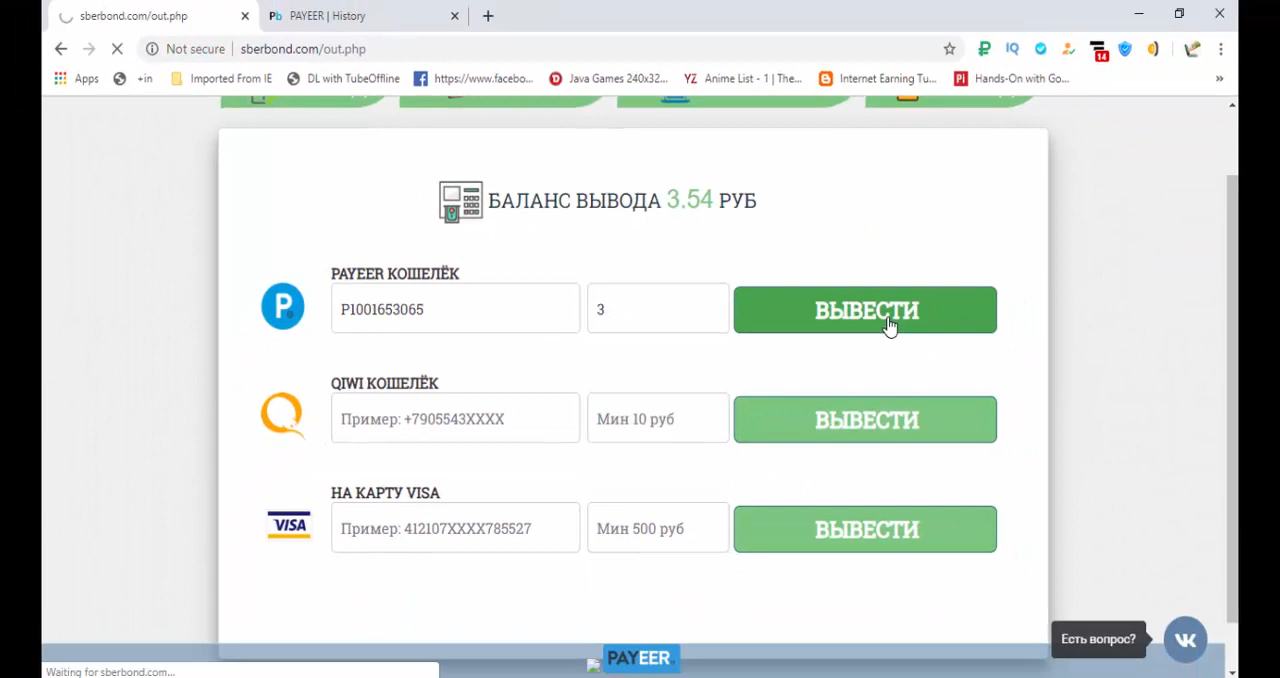 sberbond.com/out.php
PAYEER | History
Not secure
sberbond.com/out.php
14
Apps
+in
Imported From IE
DL with TubeOffline
https://www.facebo...
Java Games 240x32...
YZ Anime List - 1 | The...
Internet Earning Tu...
Hands-On with Go...
»
БАЛАНС ВЫВОДА 3.54 РУБ
PAYEER КОШЕЛЁК
P1001653065
3
ВЫВЕСТИ
QIWI КОШЕЛЁК
Пример: +7905543XXXX
Мин 10 руб
ВЫВЕСТИ
НА КАРТУ VISA
VISA
Пример: 412107XXXX785527
Мин 500 руб
ВЫВЕСТИ
Есть вопрос?
PAYEER
Waiting for sberbond.com...